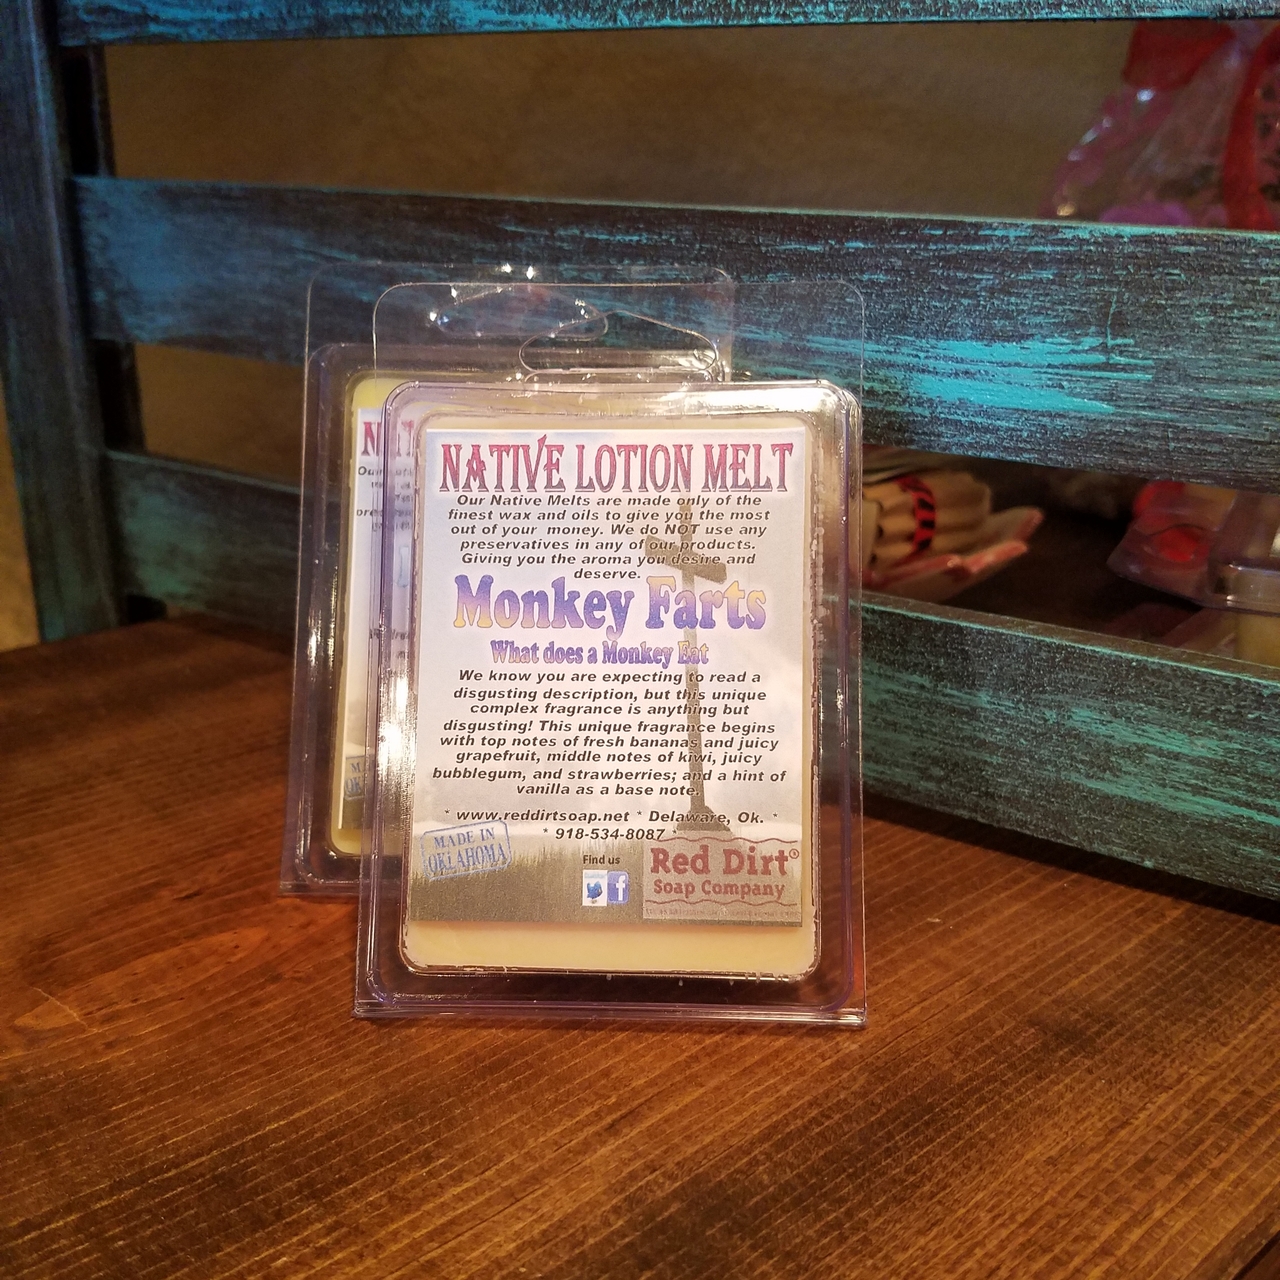 NATIVE LOTION MELT
Our Native Melts are made only of the
finest wax and oils to give you the most
out of your money. We do NOT use any
preservatives in any of our products.
Giving you the aroma you desire and
deserve.
Monkey Farts
What does a Monkey Eat
We know you are expecting to read a
disgusting description, but this unique
complex fragrance is anything but
disgusting! This unique fragrance begins
with top notes of fresh bananas and juicy
grapefruit, middle notes of kiwi, juicy
bubblegum, and strawberries; and a hint of
vanilla as a base note.
* www.reddirtsoap.net * Delaware, Ok. *
* 918-534-8087 *
MADE IN
OKLAHOMA
Find us
f
Red Dirt®
Soap Company